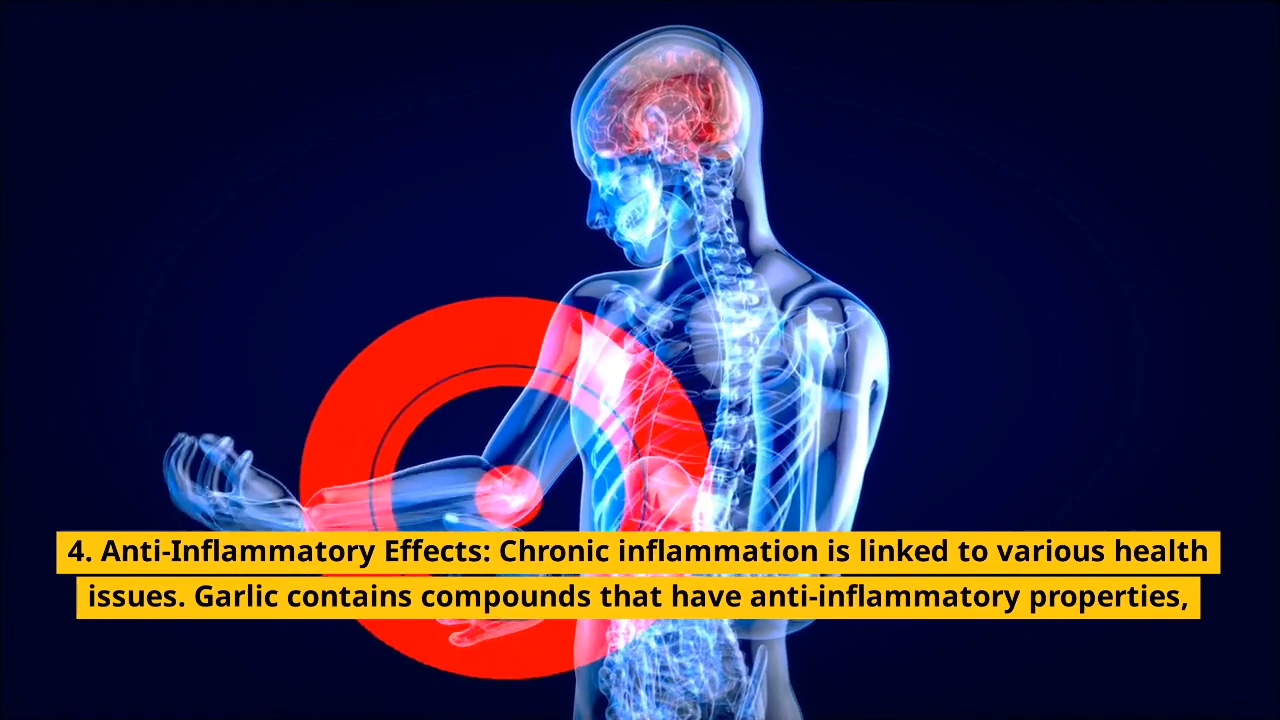 4. Anti-Inflammatory Effects: Chronic inflammation is linked to various health
issues. Garlic contains compounds that have anti-inflammatory properties,